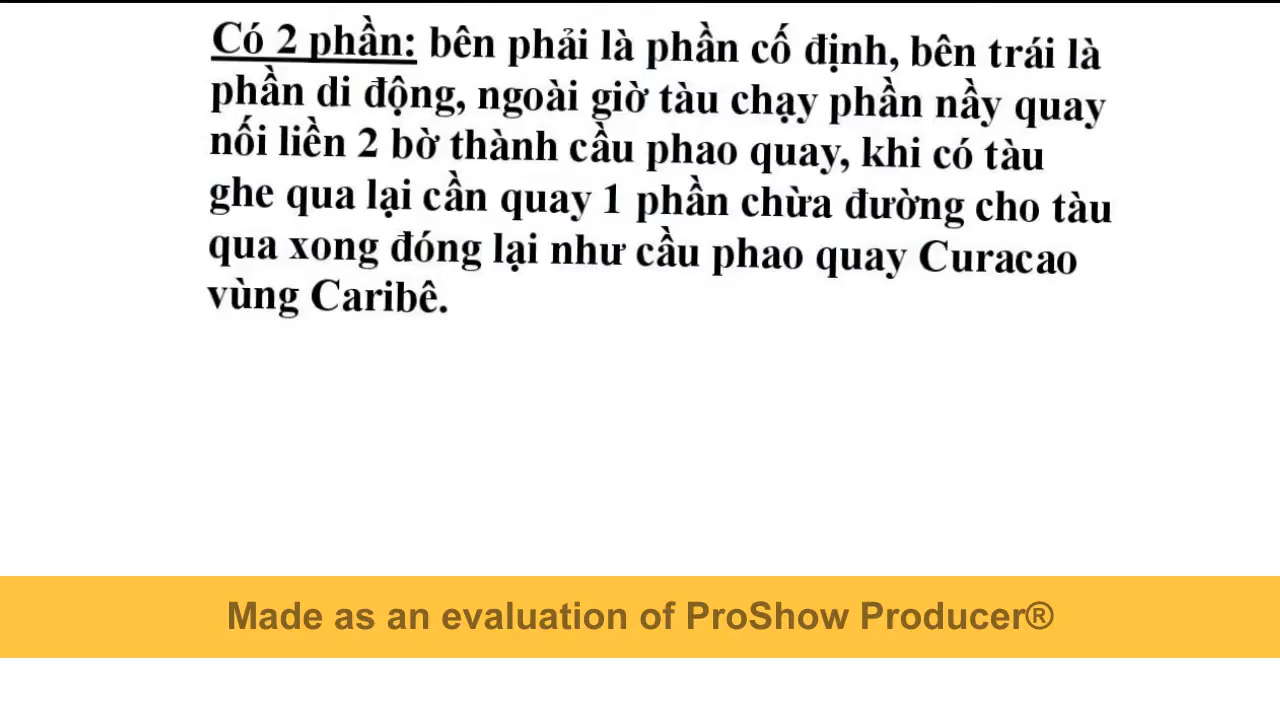 Có 2 phần: bên phải là phần cố định, bên trái là
phần di động, ngoài giờ tàu chạy phần nầy quay
nối liền 2 bờ thành cầu phao quay, khi có tàu
ghe qua lại cần quay 1 phần chừa đường cho tàu
qua xong đóng lại như cầu phao quay Curacao
vùng Caribê.
Made as an evaluation of ProShow Producer®